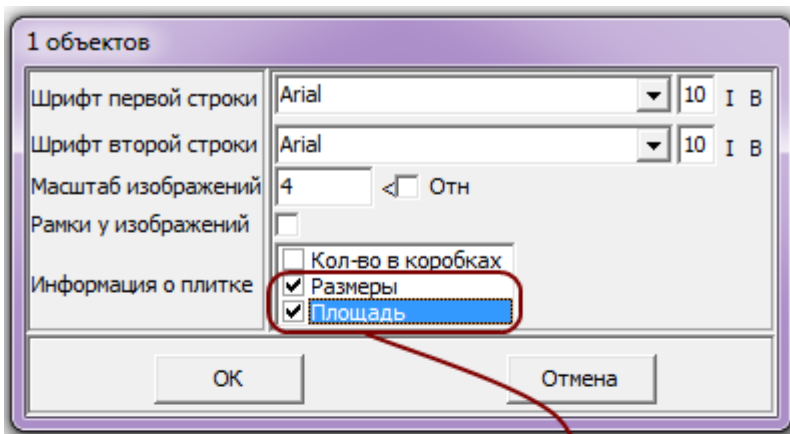 1 объектов
Шрифт первой строки Arial 10 I B
Шрифт второй строки Arial 10 I B
Масштаб изображений 4 Отн
Рамки у изображений
Кол-во в коробках
Информация о плитке Размеры
Площадь
ОК Отмена